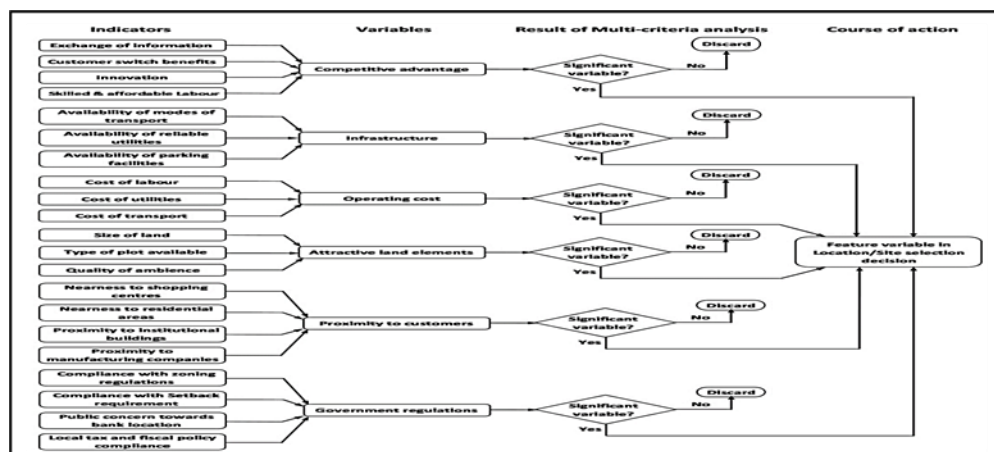 Indicators
Variables
Result of Multi-criteria analysis
Course of action
Exchange of information
Customer switch benefits
Innovation
Skilled & affordable Labour
Competitive advantage
Significant
variable?
No
Discard
Yes
Availability of modes of
transport
Availability of reliable
utilities
Availability of parking
facilities
Infrastructure
Significant
variable?
No
Discard
Yes
Cost of labour
Cost of utilities
Cost of transport
Operating cost
Significant
variable?
No
Discard
Yes
Size of land
Type of plot available
Quality of ambience
Attractive land elements
Significant
variable?
No
Discard
Yes
Feature variable in
Location/Site selection
decision
Nearness to shopping
centres
Nearness to residential
areas
Proximity to Institutional
buildings
Proximity to
manufacturing companies
Proximity to customers
Significant
variable?
No
Discard
Yes
Compliance with zoning
regulations
Compliance with Setback
requirement
Public concern towards
bank location
Local tax and fiscal policy
compliance
Government regulations
Significant
variable?
No
Discard
Yes